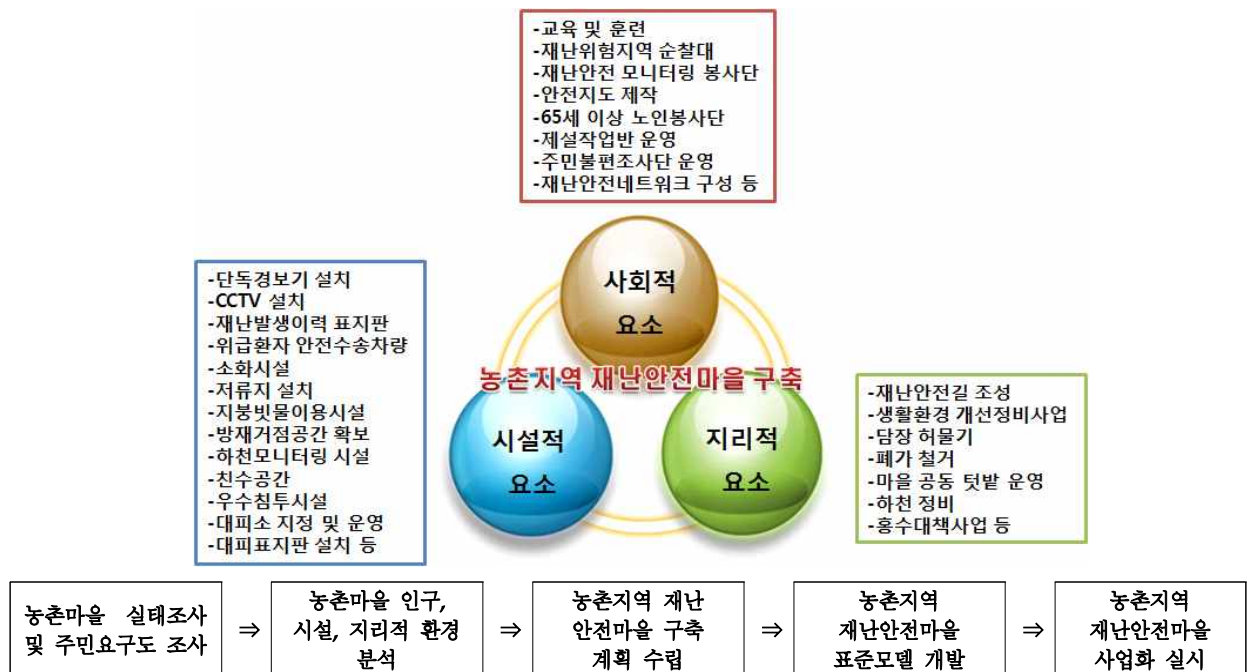 -교육 및 훈련
-재난위험지역 순찰대
-재난안전 모니터링 봉사단
-안전지도 제작
-65세 이상 노인봉사단
-제설작업반 운영
-주민불편조사단 운영
-재난안전네트워크 구성 등
사회적
요소
농촌지역 재난안전마을 구축
-단독경보기 설치
-CCTV 설치
-재난발생이력 표지판
-위급환자 안전수송차량
-소화시설
-저류지 설치
-지붕빗물이용시설
-방재거점공간 확보
-하천모니터링 시설
-친수공간
-우수침투시설
-대피소 지정 및 운영
-대피표지판 설치 등
시설적
요소
지리적
요소
-재난안전길 조성
-생활환경 개선정비사업
-담장 허물기
-폐가 철거
-마을 공동 텃밭 운영
-하천 정비
-홍수대책사업 등
농촌마을 실태조사
및 주민요구도 조사
⇒
농촌마을 인구,
시설, 지리적 환경
분석
⇒
농촌지역 재난
안전마을 구축
계획 수립
⇒
농촌지역
재난안전마을
표준모델 개발
⇒
농촌지역
재난안전마을
사업화 실시